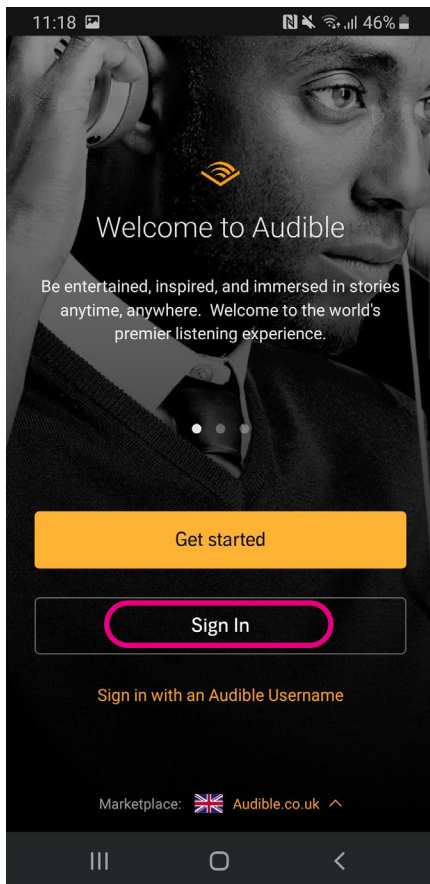 11:18 46%
Welcome to Audible
Be entertained, inspired, and immersed in stories
anytime, anywhere. Welcome to the world's
premier listening experience.
Get started
Sign In
Sign in with an Audible Username
Marketplace: Audible.co.uk